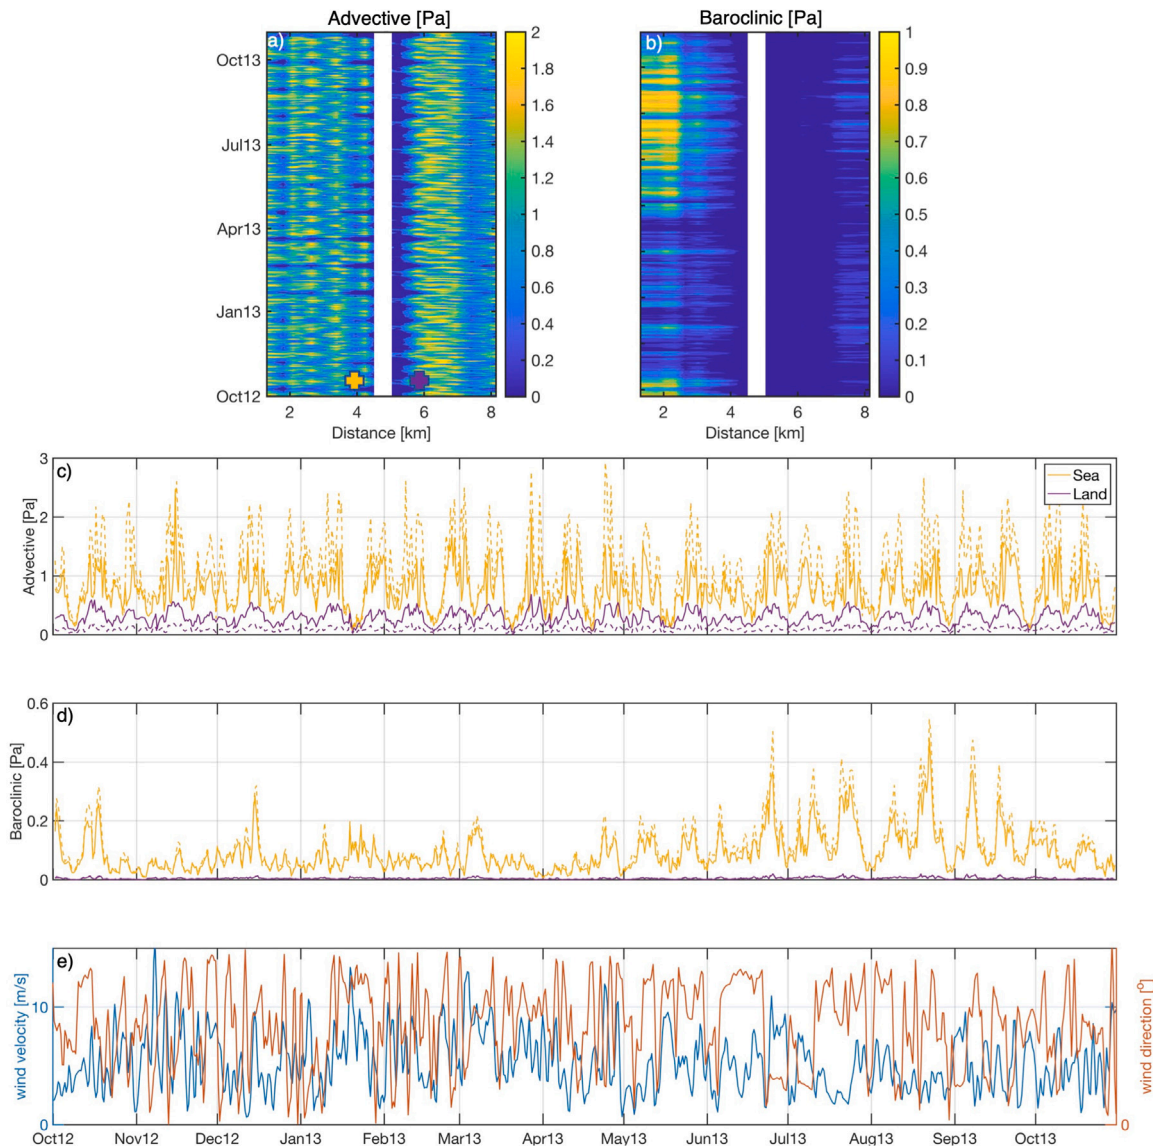 Advective [Pa]
Baroclinic [Pa]
a)
b)
Oct13
Jul13
Apr13
Jan13
Oct12
2
1.8
1.6
1.4
1.2
1
0.8
0.6
0.4
0.2
0
1
0.9
0.8
0.7
0.6
0.5
0.4
0.3
0.2
0.1
0
2 4 6 8
2 4 6 8
Distance [km]
Distance [km]
c)
Advective [Pa]
3
2
1
0
Sea
Land
d)
Baroclinic [Pa]
0.6
0.4
0.2
0
e)
wind velocity [m/s]
10
0
wind direction [°]
0
Oct12 Nov12 Dec12 Jan13 Feb13 Mar13 Apr13 May13 Jun13 Jul13 Aug13 Sep13 Oct13